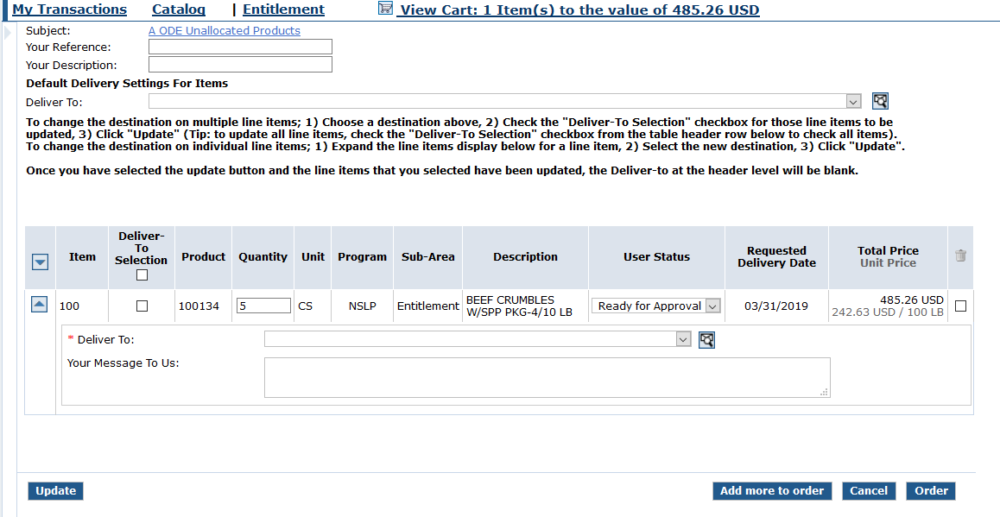 My Transactions Catalog | Entitlement View Cart: 1 Item(s) to the value of 485.26 USD
Subject: A ODE Unallocated Products
Your Reference:
Your Description:
Default Delivery Settings For Items
Deliver To:
To change the destination on multiple line items; 1) Choose a destination above, 2) Check the "Deliver-To Selection" checkbox for those line items to be
updated, 3) Click "Update" (Tip: to update all line items, check the "Deliver-To Selection" checkbox from the table header row below to check all items).
To change the destination on individual line items; 1) Expand the line items display below for a line item, 2) Select the new destination, 3) Click "Update".
Once you have selected the update button and the line items that you selected have been updated, the Deliver-to at the header level will be blank.
Item
Deliver-
To
Selection
Product
Quantity
Unit
Program
Sub-Area
Description
User Status
Requested
Delivery Date
Total Price
Unit Price
100
100134
5
CS
NSLP
Entitlement
BEEF CRUMBLES
W/SPP PKG-4/10 LB
Ready for Approval
03/31/2019
485.26 USD
242.63 USD / 100 LB
* Deliver To:
Your Message To Us:
Update Add more to order Cancel Order